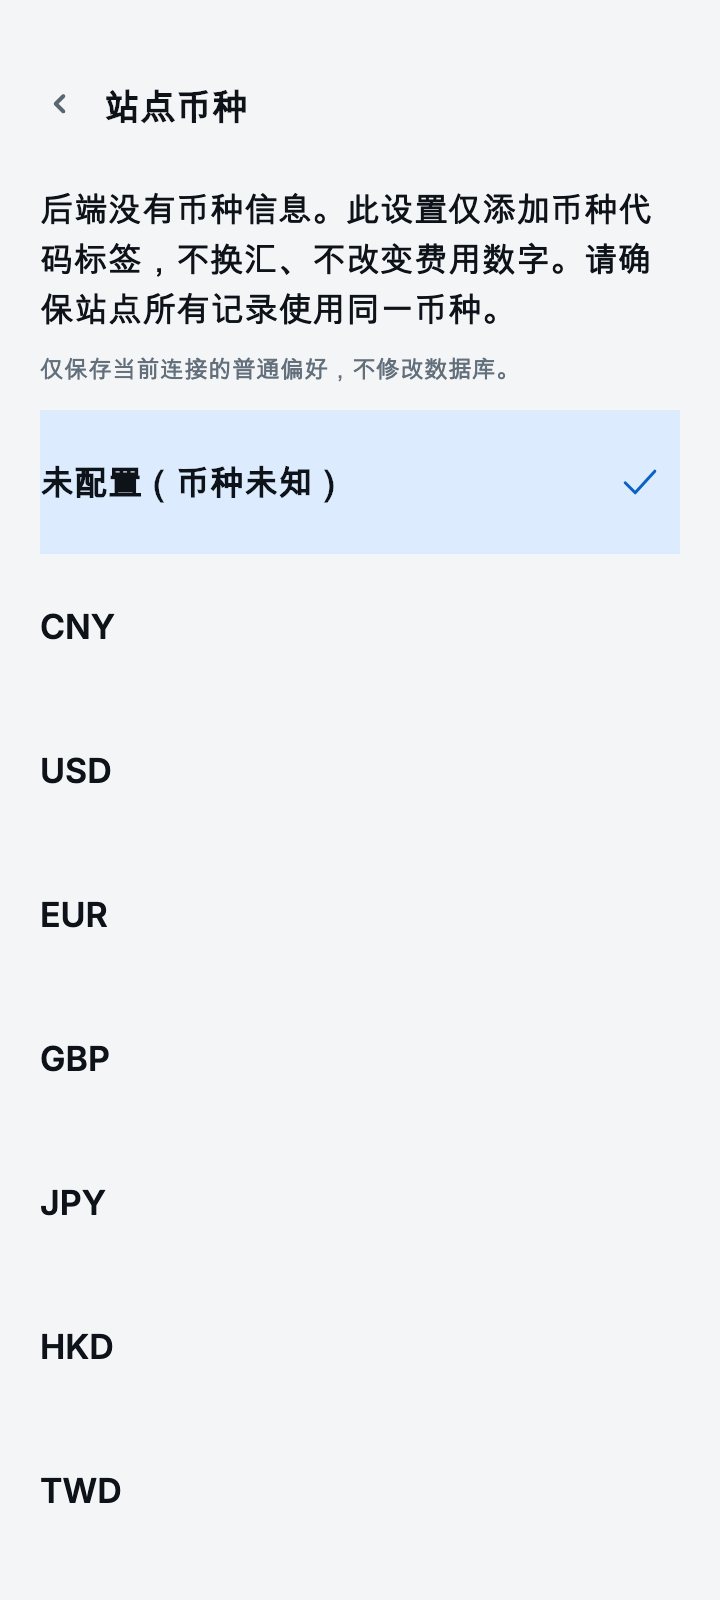 站点币种
后端没有币种信息。此设置仅添加币种代
码标签，不换汇、不改变费用数字。请确
保站点所有记录使用同一币种。
仅保存当前连接的普通偏好，不修改数据库。
未配置（币种未知）
CNY
USD
EUR
GBP
JPY
HKD
TWD